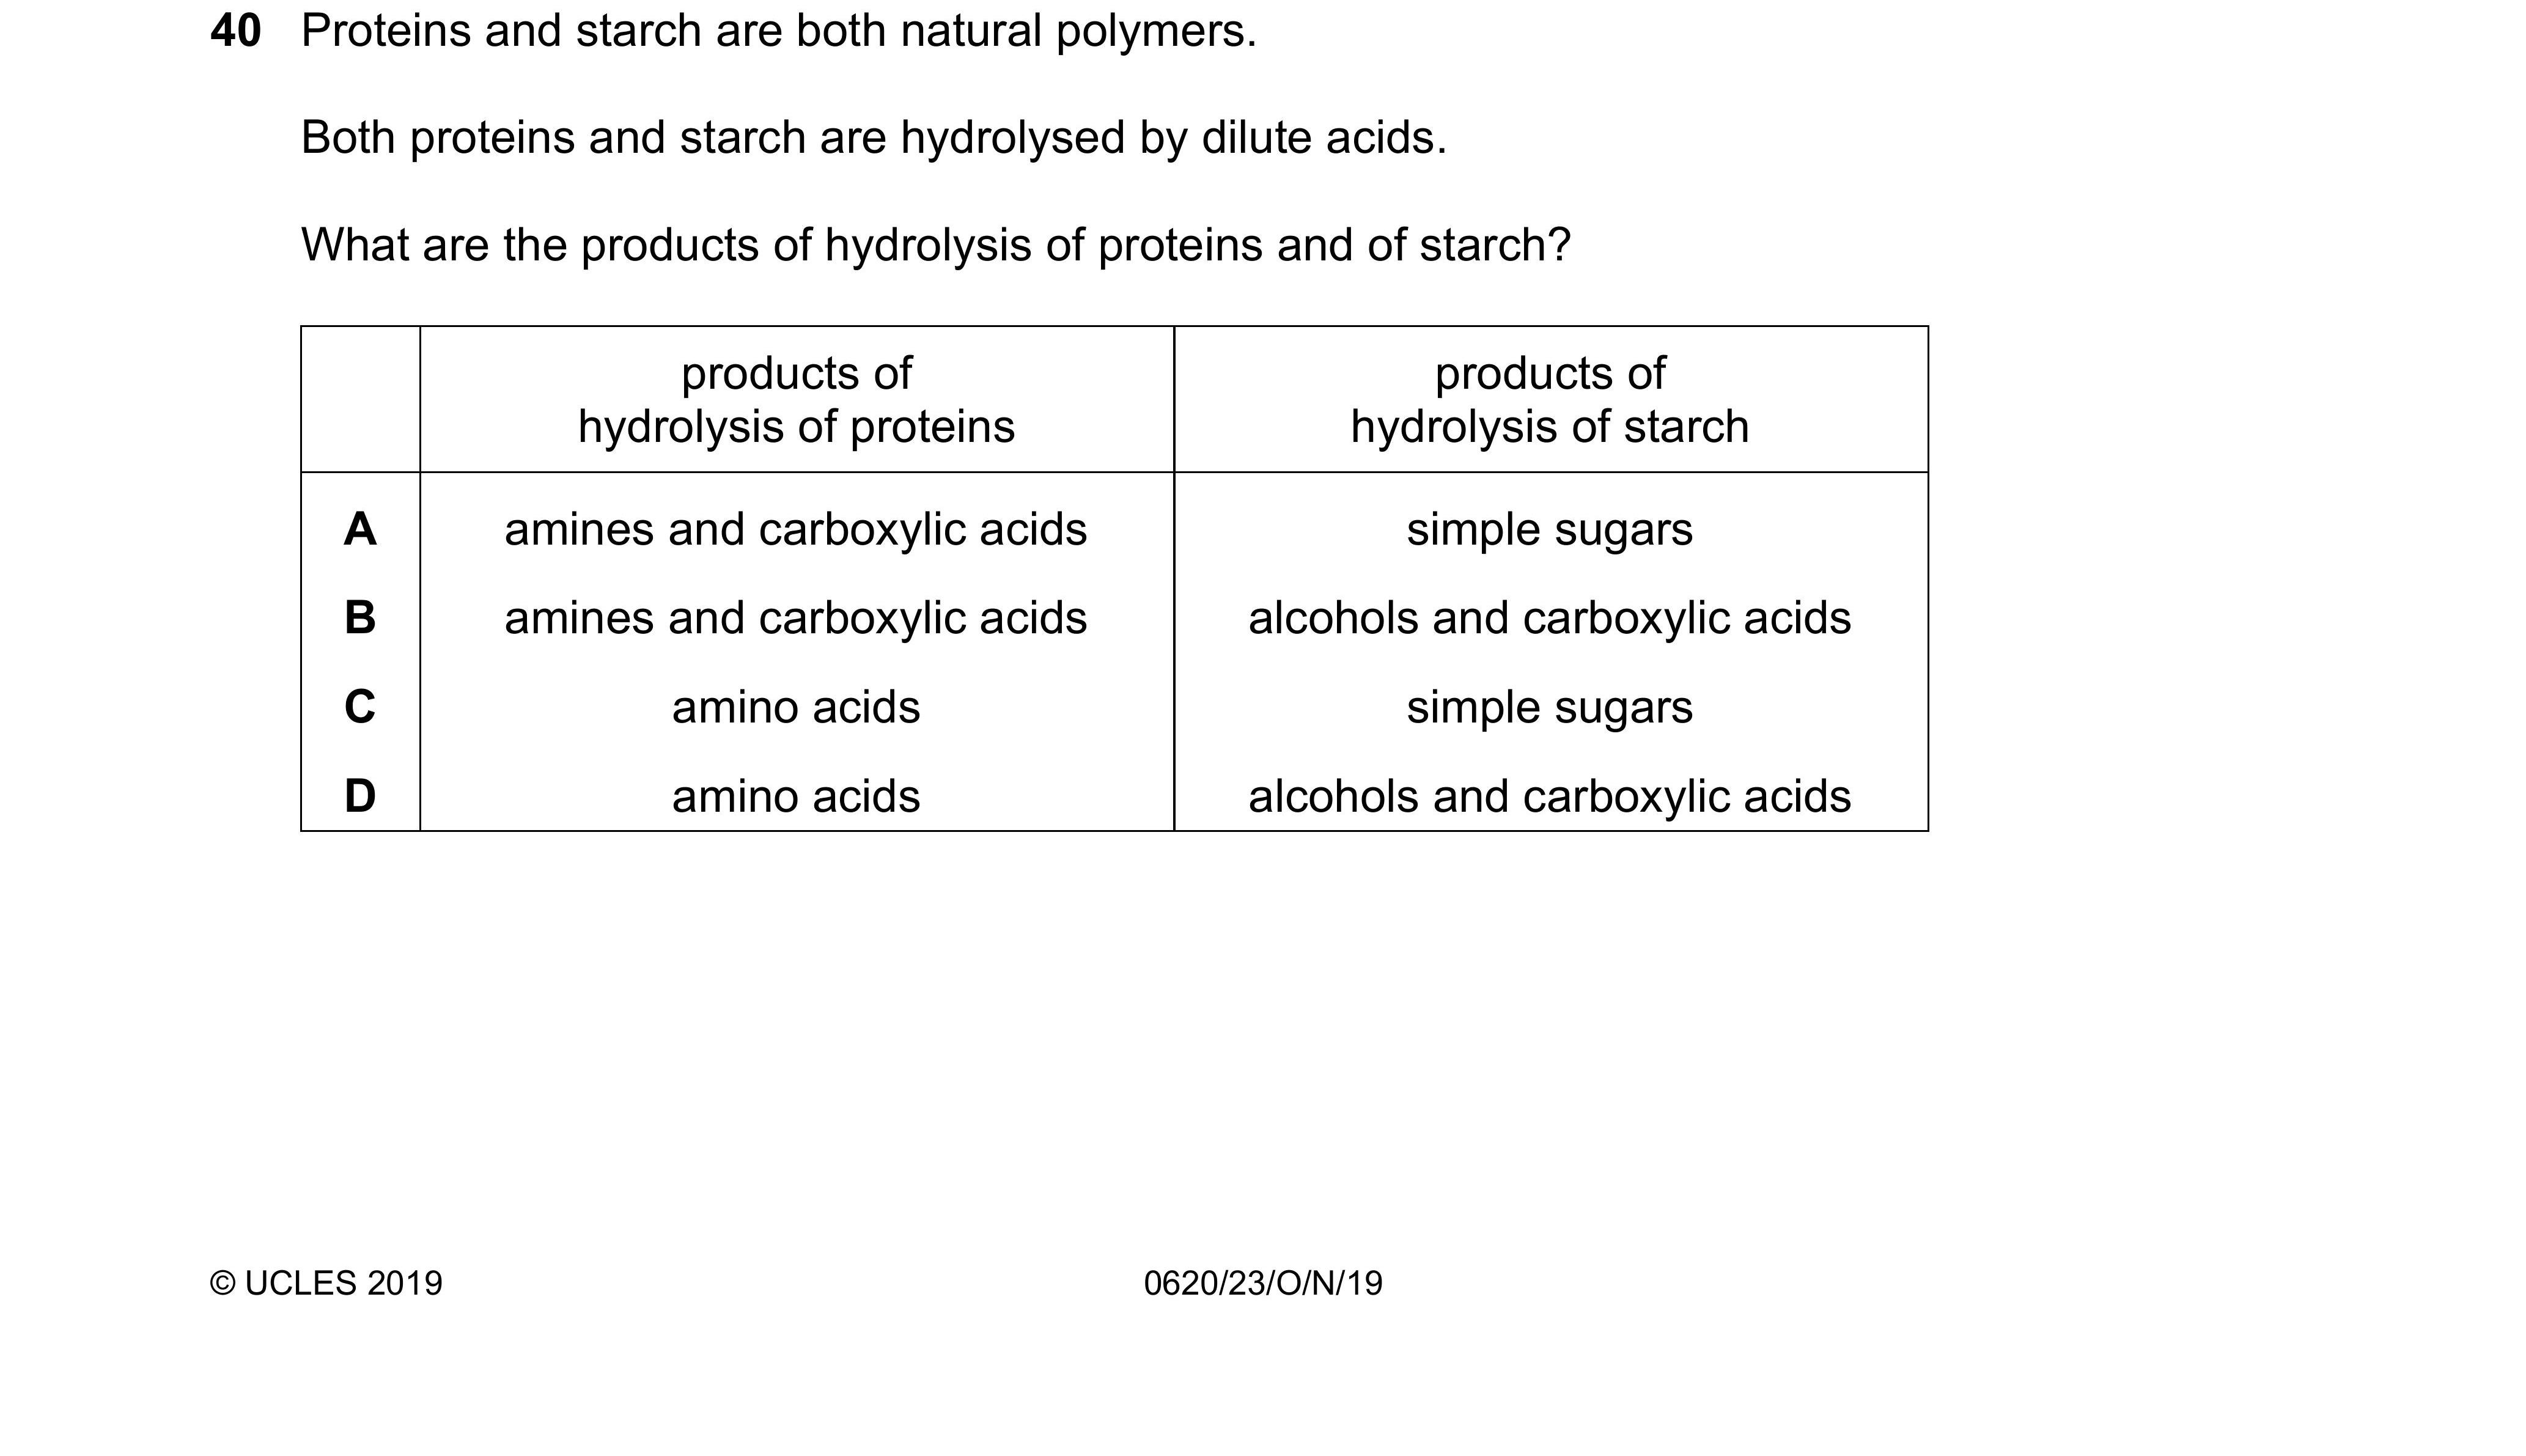 40 Proteins and starch are both natural polymers.
Both proteins and starch are hydrolysed by dilute acids.
What are the products of hydrolysis of proteins and of starch?
products of hydrolysis of proteins
products of hydrolysis of starch
A amines and carboxylic acids simple sugars
B amines and carboxylic acids alcohols and carboxylic acids
C amino acids simple sugars
D amino acids alcohols and carboxylic acids
© UCLES 2019 0620/23/O/N/19